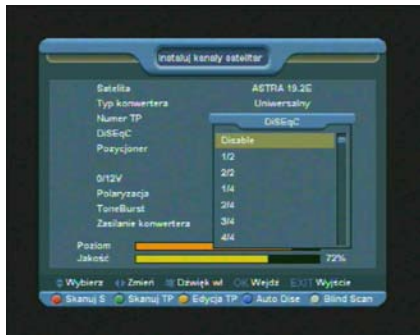 Instaluj kanały satelitar
Satelita ASTRA 19.2E
Typ konwertera Uniwersalny
Numer TP
DiSEqC
Pozycjoner
0/12V
Polaryzacja
ToneBurst
Zasilanie konwertera
DiSEqC
Disable
1/2
2/2
1/4
2/4
3/4
4/4
Poziom
Jakość 72%
Wybierz Zmień Dźwięk wł OK Wejdź EXIT Wyjście
Skanuj S Skanuj TP Edycja TP Auto Dise Blind Scan